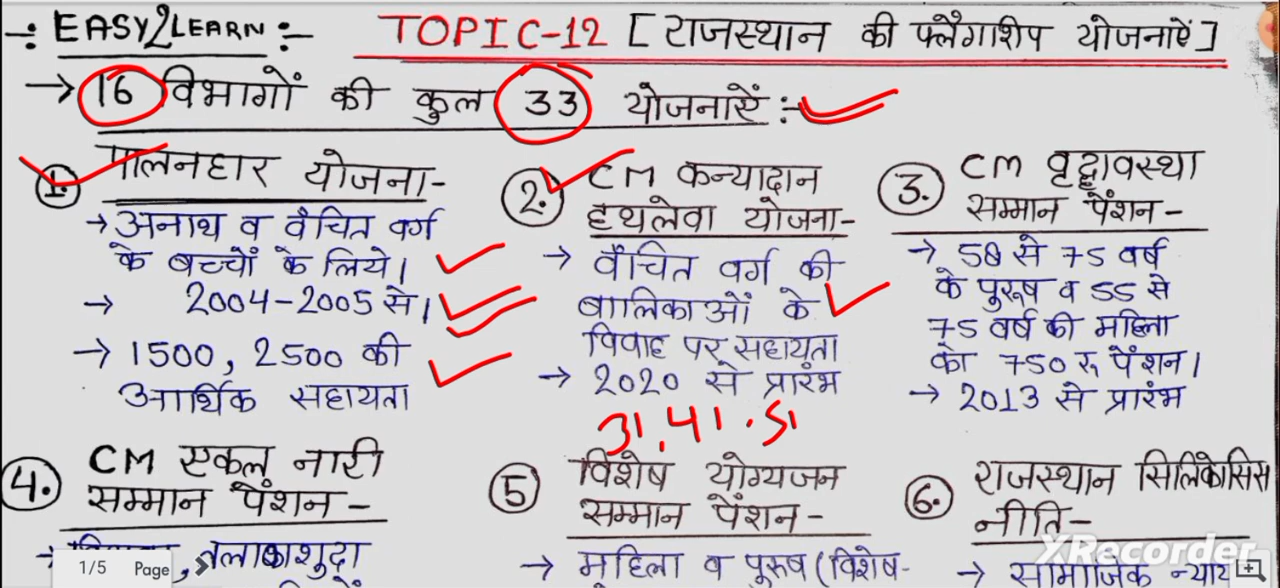 -: EASY2LEARN :- TOPIC-12 [राजस्थान की फ्लैगशिप योजनाऐं]
→ 16 विभागों की कुल 33 योजनाऐं :-
1. पालनहार योजना-
→ अनाथ व वंचित वर्ग
के बच्चों के लिये।
→ 2004-2005 से।
→ 1500, 2500 की
आर्थिक सहायता
2. CM कन्यादान
हथलेवा योजना-
→ वंचित वर्ग की
बालिकाओं के
विवाह पर सहायता
→ 2020 से प्रारंभ
31, 41, 51
3. CM वृद्धावस्था
सम्मान पेंशन-
→ 58 से 75 वर्ष
के पुरूष व 55 से
75 वर्ष की महिला
को 750 रु पेंशन।
→ 2013 से प्रारंभ
4. CM एकल नारी
सम्मान पेंशन-
→ , तलाकशुदा
5 विशेष योग्यजन
सम्मान पेंशन-
→ महिला व पुरूष (विशेष-
6. राजस्थान सिलिकोसिस
नीति-
→ सामाजिक न्याय
1/5 Page
XRecorder